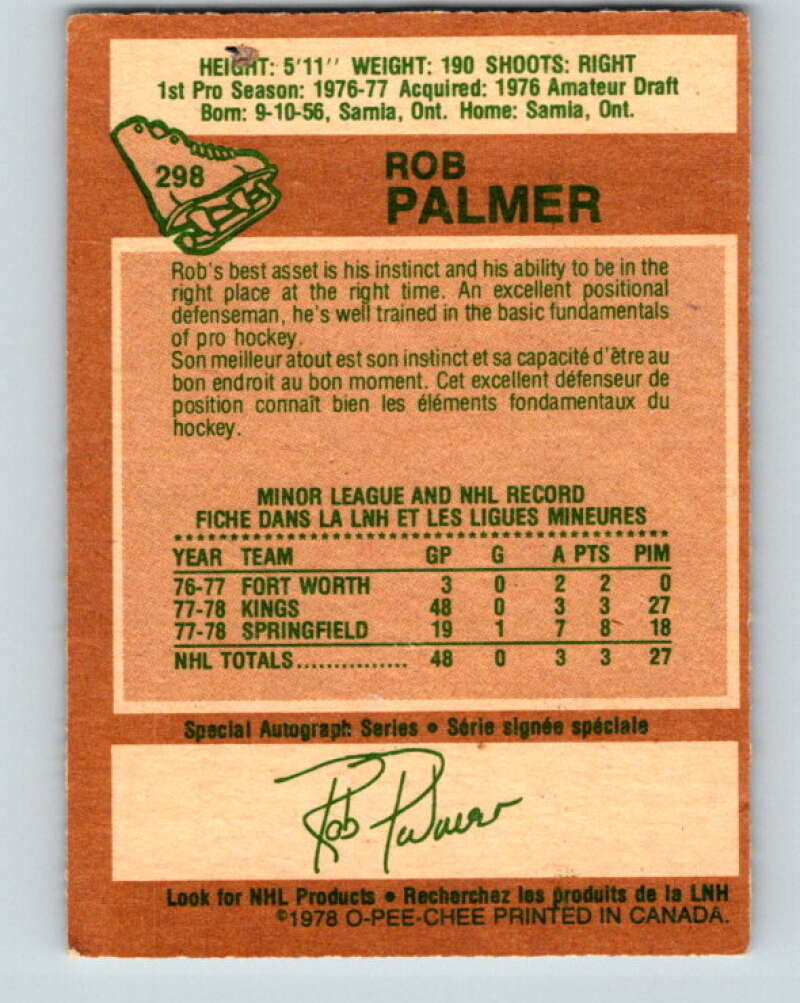 HEIGHT: 5'11'' WEIGHT: 190 SHOOTS: RIGHT
1st Pro Season: 1976-77 Acquired: 1976 Amateur Draft
Born: 9-10-56, Sarnia, Ont. Home: Sarnia, Ont.
298
ROB
PALMER
Rob's best asset is his instinct and his ability to be in the
right place at the right time. An excellent positional
defenseman, he's well trained in the basic fundamentals
of pro hockey.
Son meilleur atout est son instinct et sa capacité d'être au
bon endroit au bon moment. Cet excellent défenseur de
position connaît bien les éléments fondamentaux du
hockey.
MINOR LEAGUE AND NHL RECORD
FICHE DANS LA LNH ET LES LIGUES MINEURES
YEAR TEAM GP G A PTS PIM
76-77 FORT WORTH 3 0 2 2 0
77-78 KINGS 48 0 3 3 27
77-78 SPRINGFIELD 19 1 7 8 18
NHL TOTALS............... 48 0 3 3 27
Special Autograph Series • Série signée spéciale
Rob Palmer
Look for NHL Products • Recherchez les produits de la LNH
©1978 O-PEE-CHEE PRINTED IN CANADA.